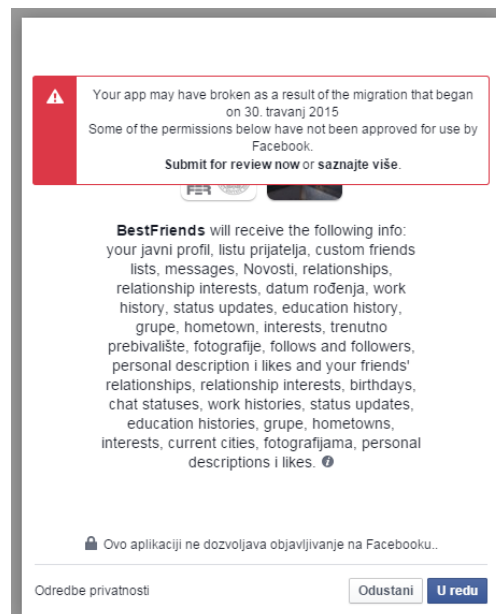 Your app may have broken as a result of the migration that began
on 30. travanj 2015
Some of the permissions below have not been approved for use by
Facebook.
Submit for review now or saznajte više.
FER
BestFriends will receive the following info:
your javni profil, listu prijatelja, custom friends
lists, messages, Novosti, relationships,
relationship interests, datum rođenja, work
history, status updates, education history,
grupe, hometown, interests, trenutno
prebivalište, fotografije, follows and followers,
personal description i likes and your friends'
relationships, relationship interests, birthdays,
chat statuses, work histories, status updates,
education histories, grupe, hometowns,
interests, current cities, fotografijama, personal
descriptions i likes.
Ovo aplikaciji ne dozvoljava objavljivanje na Facebooku..
Odredbe privatnosti
Odustani
U redu